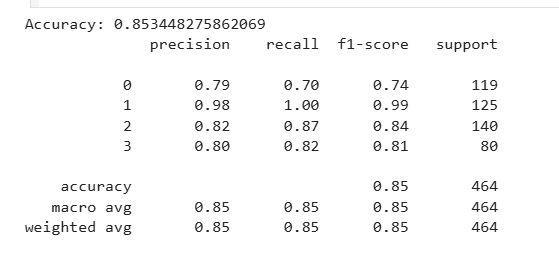 Accuracy: 0.853448275862069
precision recall f1-score support
0 0.79 0.70 0.74 119
1 0.98 1.00 0.99 125
2 0.82 0.87 0.84 140
3 0.80 0.82 0.81 80
accuracy 0.85 464
macro avg 0.85 0.85 0.85 464
weighted avg 0.85 0.85 0.85 464